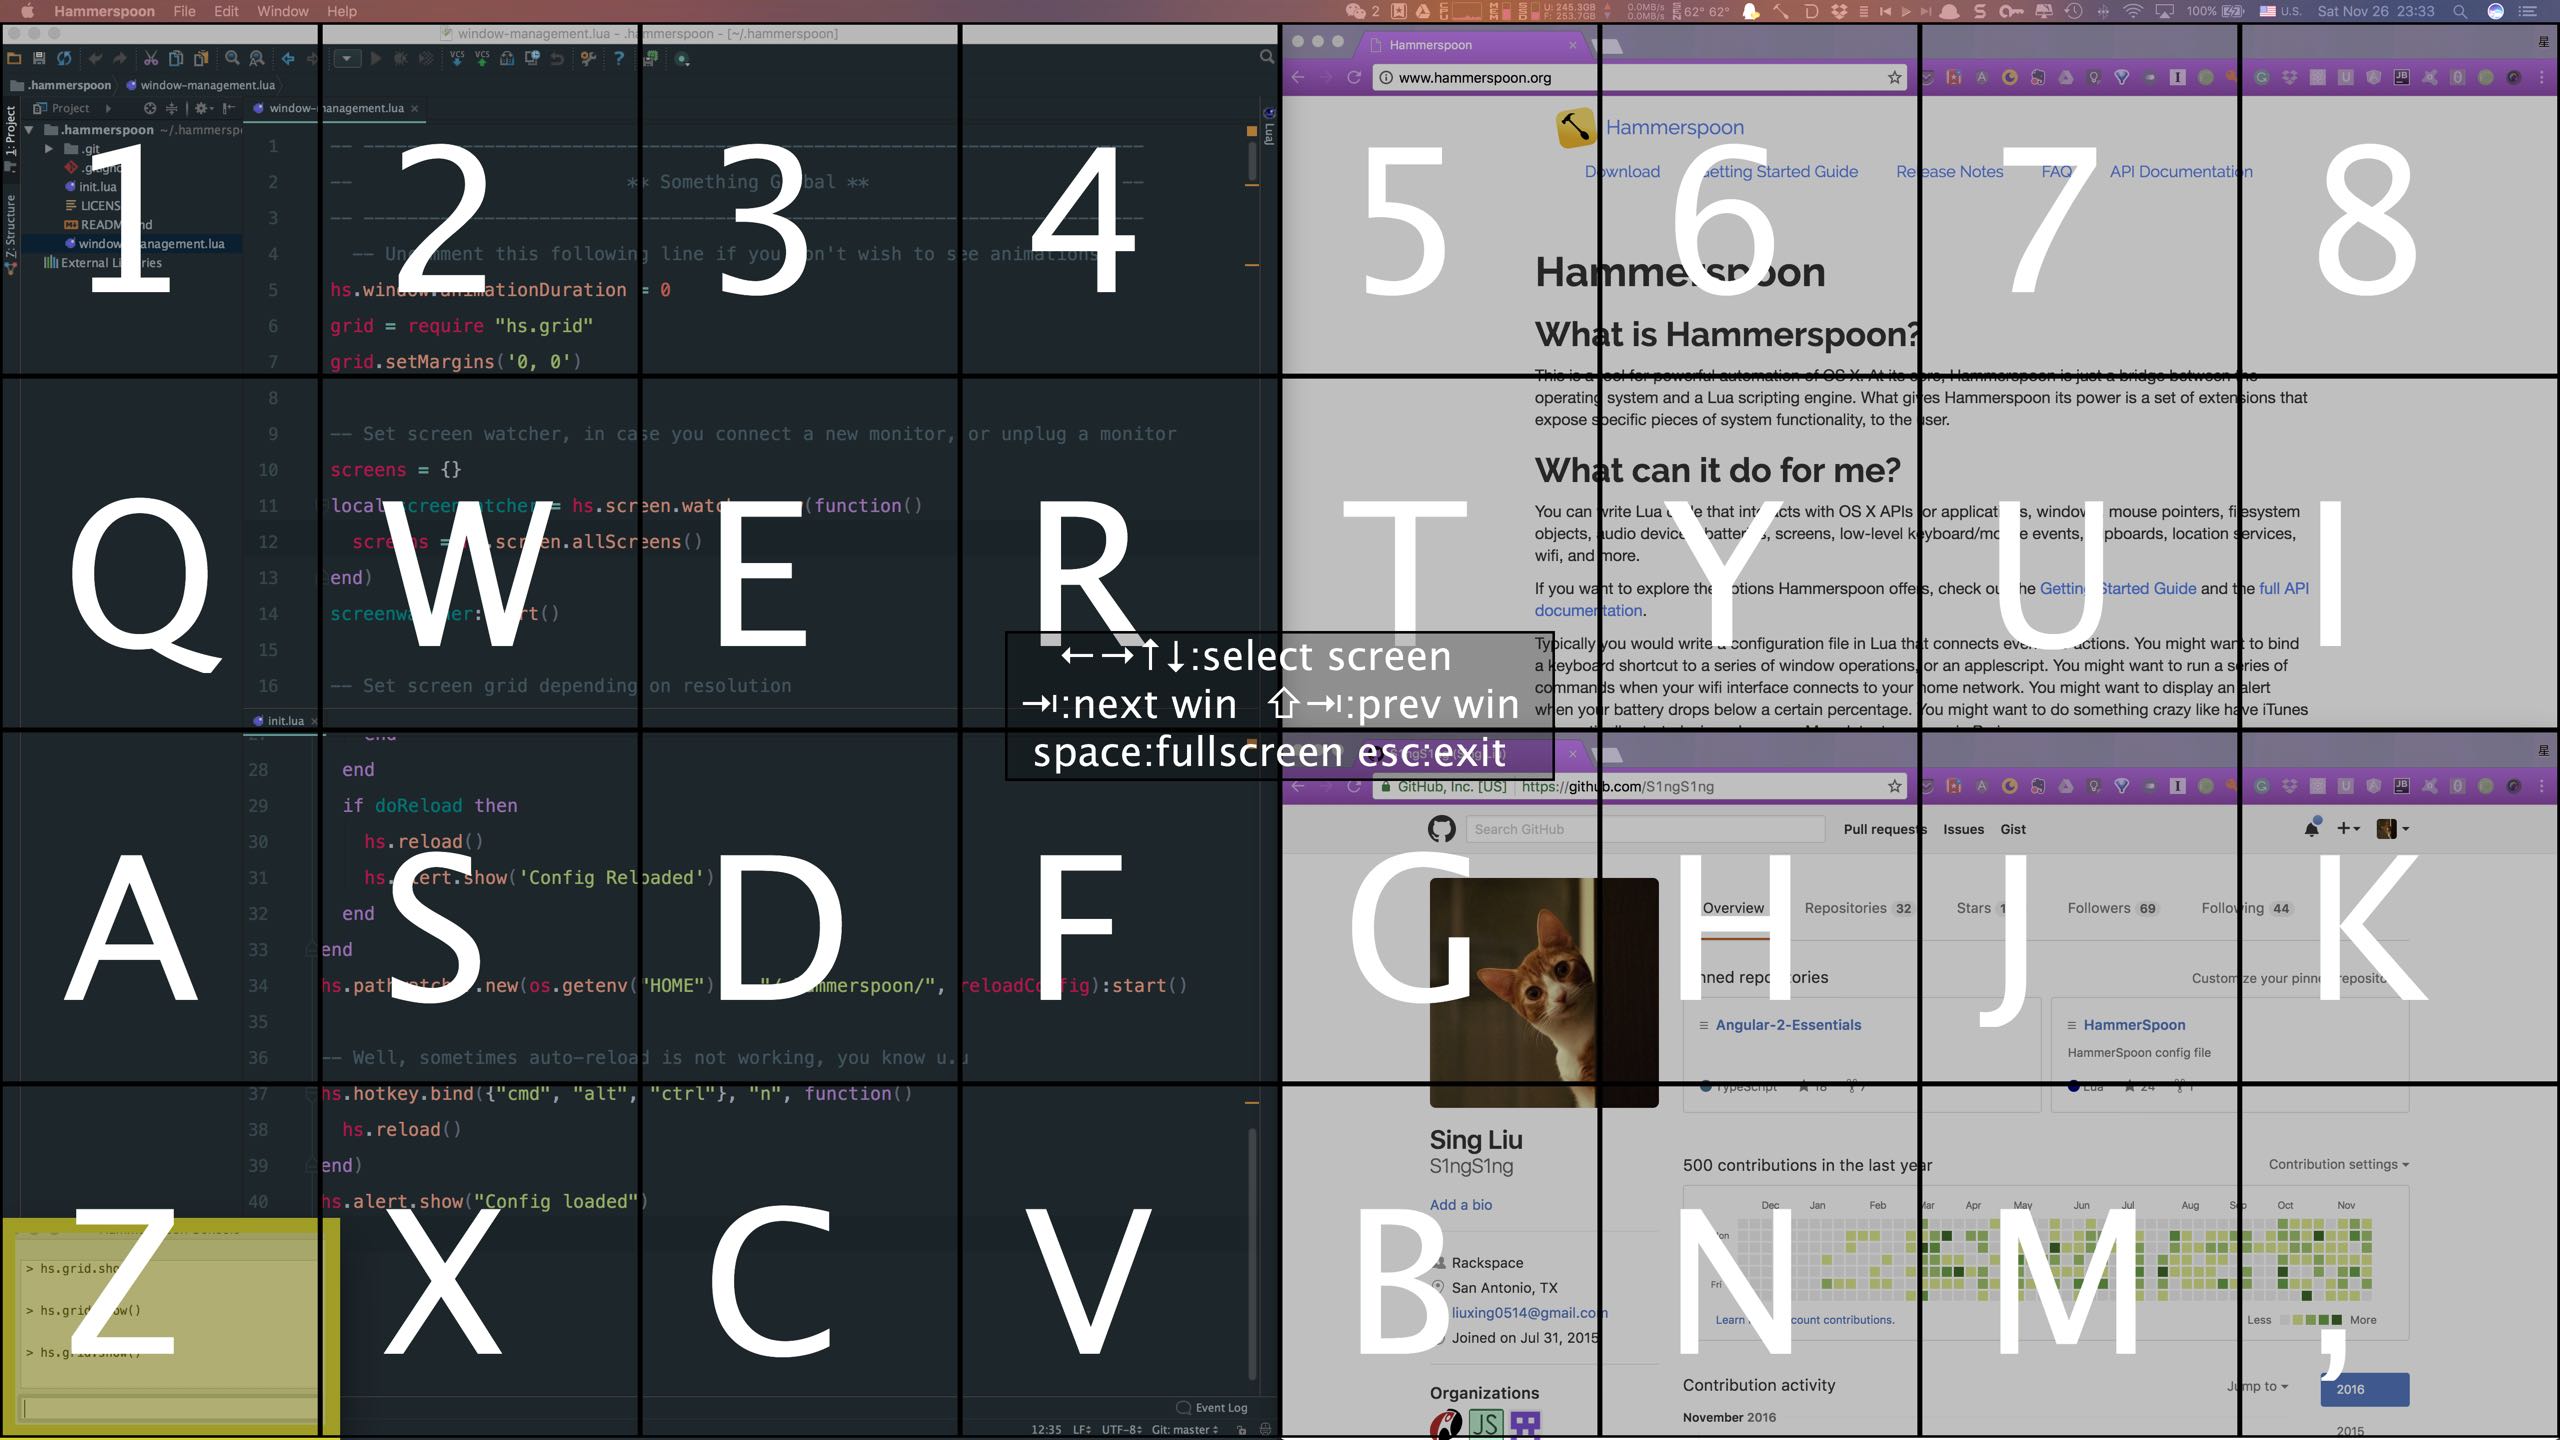 Hammerspoon File Edit Window Help
2 U: 245.3GB F: 253.7GB 0.0MB/s 0.0MB/s 62° 62° 100% U.S. Sat Nov 26 23:33
window-management.lua - .hammerspoon - [~/.hammerspoon]
.hammerspoon window-management.lua
Project
window-management.lua
1: Project
Z: Structure
Lua
.hammerspoon ~/.hammersp
.git
init.lua
LICENS
README.md
window-management.lua
External Libraries
1
2 ** Something Global **
3
4 -- Uncomment this following line if you don't wish to see animations
5 hs.window.animationDuration = 0
6 grid = require "hs.grid"
7 grid.setMargins('0, 0')
8
9 -- Set screen watcher, in case you connect a new monitor, or unplug a monitor
10 screens = {}
11 local screenwatcher = hs.screen.watcher.new(function()
12 screens = hs.screen.allScreens()
13 end)
14 screenwatcher:start()
15
16 -- Set screen grid depending on resolution
init.lua
27 end
28 end
29 if doReload then
30 hs.reload()
31 hs.alert.show('Config Reloaded')
32 end
33 end
34 hs.pathwatcher.new(os.getenv("HOME") .. "/.hammerspoon/", reloadConfig):start()
35
36 -- Well, sometimes auto-reload is not working, you know u.u
37 hs.hotkey.bind({"cmd", "alt", "ctrl"}, "n", function()
38 hs.reload()
39 end)
40 hs.alert.show("Config loaded")
> hs.grid.show()
> hs.grid.show()
> hs.grid.show()
Event Log
12:35 LF UTF-8 Git: master
1 2 3 4 5 6 7 8
Q W E R T Y U I
A S D F G H J K
Z X C V B N M ,
←→↑↓:select screen
⇥:next win ⇧⇥:prev win
space:fullscreen esc:exit
Hammerspoon
星
www.hammerspoon.org
Hammerspoon
Download Getting Started Guide Release Notes FAQ API Documentation
Hammerspoon
What is Hammerspoon?
This is a tool for powerful automation of OS X. At its core, Hammerspoon is just a bridge between the
operating system and a Lua scripting engine. What gives Hammerspoon its power is a set of extensions that
expose specific pieces of system functionality, to the user.
What can it do for me?
You can write Lua code that interacts with OS X APIs for applications, windows, mouse pointers, filesystem
objects, audio devices, batteries, screens, low-level keyboard/mouse events, clipboards, location services,
wifi, and more.
If you want to explore the options Hammerspoon offers, check out the Getting Started Guide and the full API
documentation.
Typically you would write a configuration file in Lua that connects events actions. You might want to bind
a keyboard shortcut to a series of window operations, or an applescript. You might want to run a series of
commands when your wifi interface connects to your home network. You might want to display an alert
when your battery drops below a certain percentage. You might want to do something crazy like have iTunes
S1ngS1ng (Sing Liu)
星
GitHub, Inc. [US] https://github.com/S1ngS1ng
Search GitHub Pull requests Issues Gist
Overview Repositories 32 Stars Followers 69 Following 44
Pinned repositories Customize your pinned
Angular-2-Essentials HammerSpoon
HammerSpoon config file
TypeScript 18 7 Lua 24 1
Sing Liu
S1ngS1ng
Add a bio
Rackspace
San Antonio, TX
liuxing0514@gmail.com
Joined on Jul 31, 2015
Organizations
JS
500 contributions in the last year Contribution settings
Dec Jan Feb Mar Apr May Jun Jul Aug Sep Oct Nov
Mon
Fri
Learn how we count contributions. Less More
Contribution activity Jump to 2016
November 2016 2015